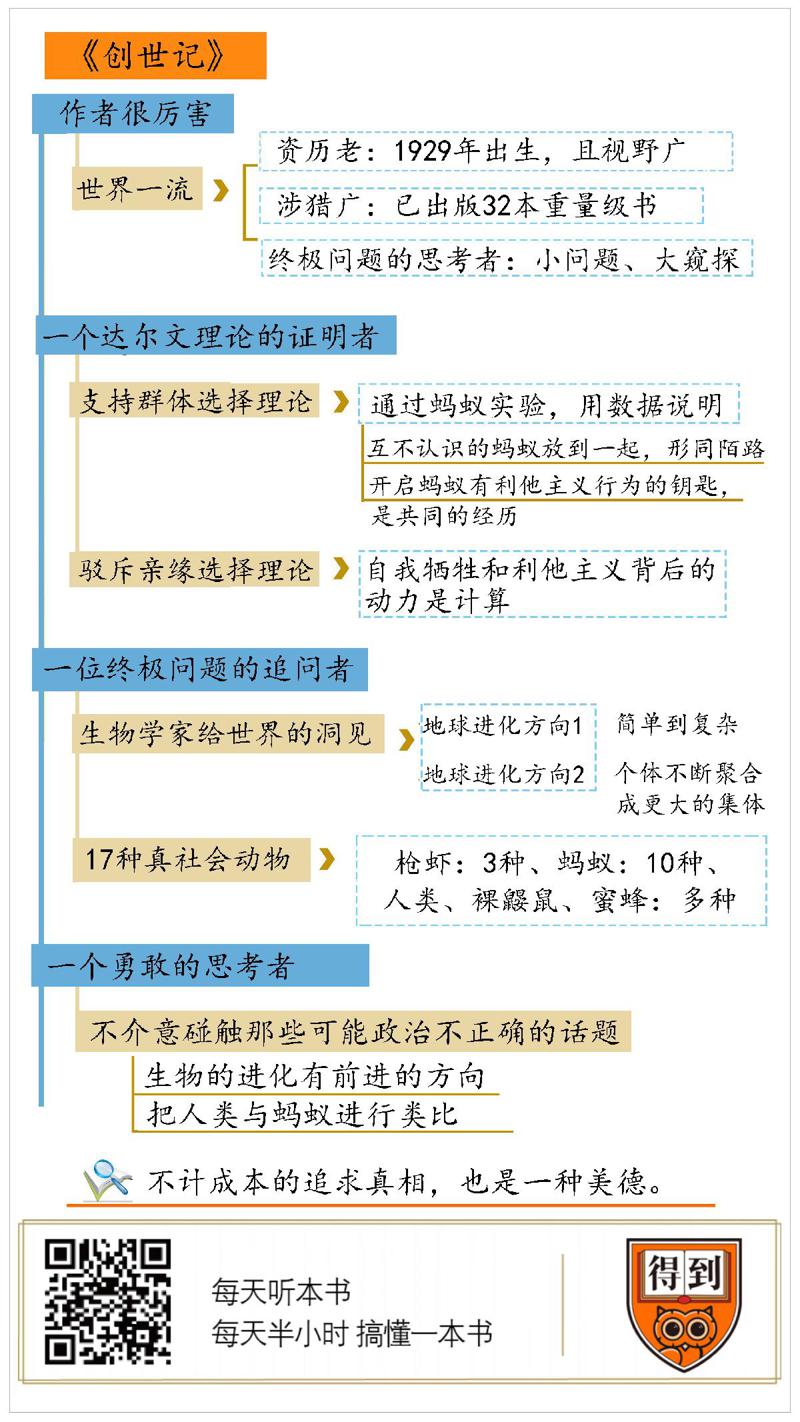 《创世记》
作者很厉害
世界一流
资历老：1929年出生，且视野广
涉猎广：已出版32本重量级书
终极问题的思考者：小问题、大窥探
一个达尔文理论的证明者
支持群体选择理论
通过蚂蚁实验，用数据说明
互不认识的蚂蚁放到一起，形同陌路
开启蚂蚁有利他主义行为的钥匙，
是共同的经历
驳斥亲缘选择理论
自我牺牲和利他主义背后的
动力是计算
一位终极问题的追问者
生物学家给世界的洞见
地球进化方向1 简单到复杂
地球进化方向2 个体不断聚合
成更大的集体
17种真社会动物
枪虾：3种、蚂蚁：10种、
人类、裸鼹鼠、蜜蜂：多种
一个勇敢的思考者
不介意碰触那些可能政治不正确的话题
生物的进化有前进的方向
把人类与蚂蚁进行类比
不计成本的追求真相，也是一种美德。
每天听本书
每天半小时 搞懂一本书
得到